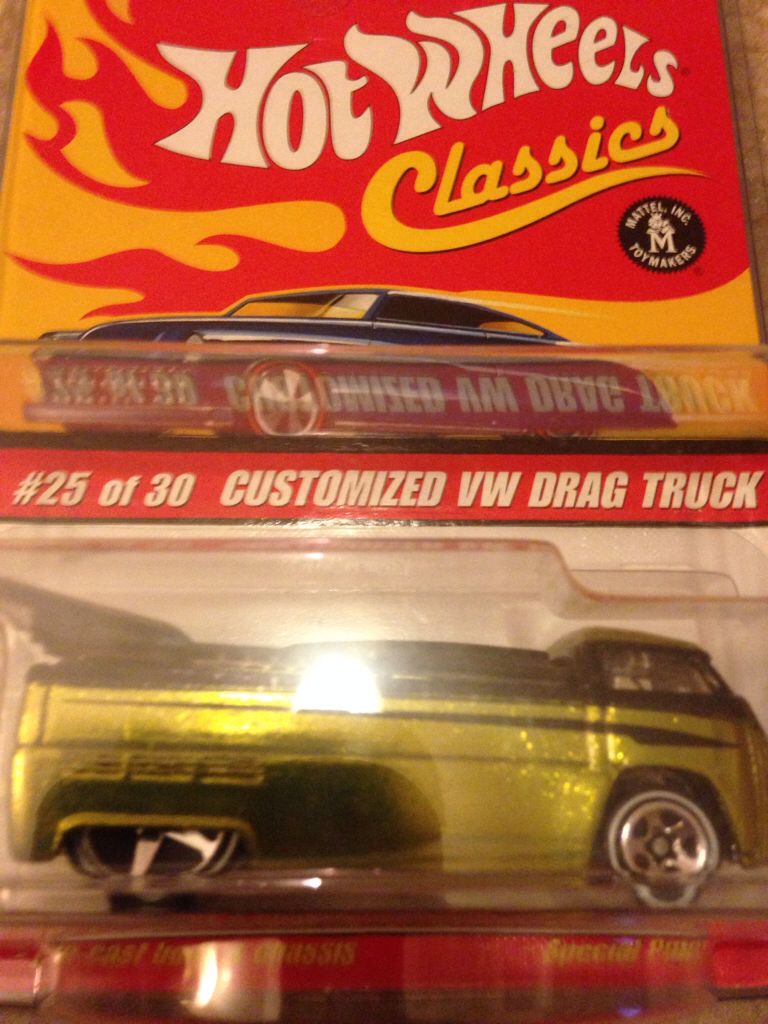 HOT WHEELS
Classics
MATTEL, INC.
M
TOYMAKERS
#25 of 30 CUSTOMIZED VW DRAG TRUCK
chassis Special